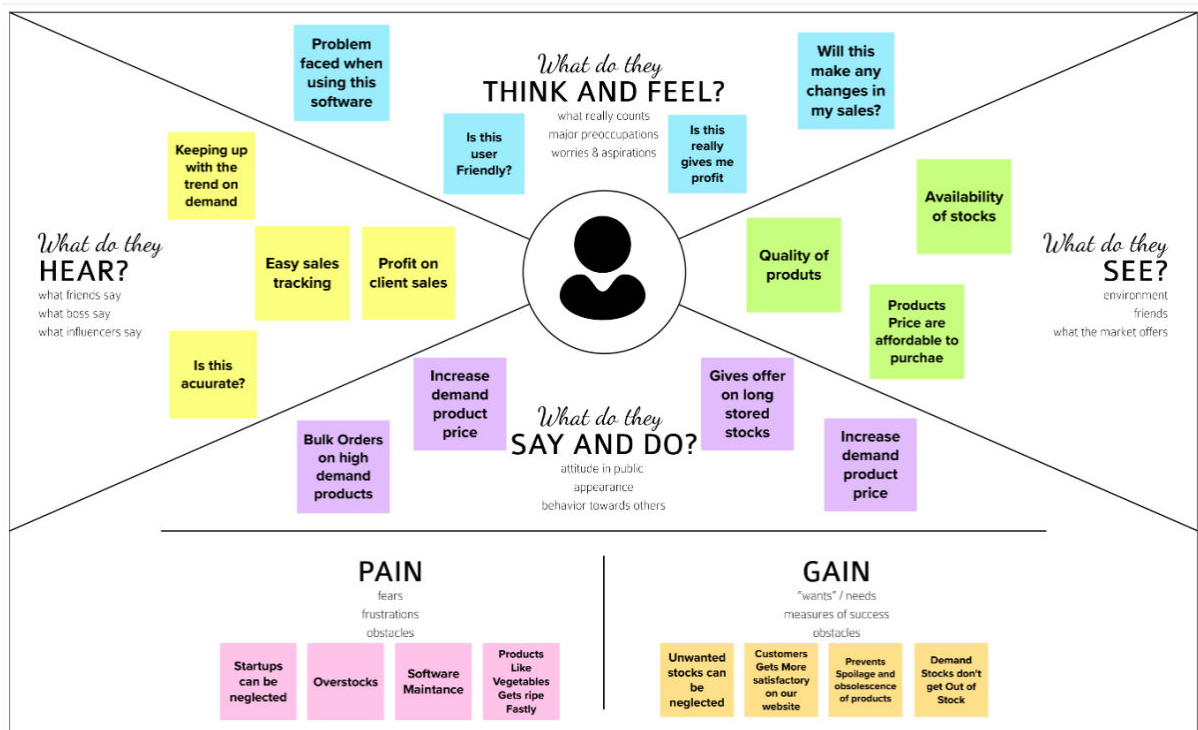 What do they
THINK AND FEEL?
what really counts
major preoccupations
worries & aspirations
Problem
faced when
using this
software
Is this
user
Friendly?
Is this
really
gives me
profit
Will this
make any
changes in
my sales?
What do they
HEAR?
what friends say
what boss say
what influencers say
Keeping up
with the
trend on
demand
Easy sales
tracking
Profit on
client sales
Is this
acuurate?
What do they
SEE?
environment
friends
what the market offers
Availability
of stocks
Quality of
produts
Products
Price are
affordable to
purchae
What do they
SAY AND DO?
attitude in public
appearance
behavior towards others
Increase
demand
product
price
Bulk Orders
on high
demand
products
Gives offer
on long
stored
stocks
Increase
demand
product
price
PAIN
fears
frustrations
obstacles
Startups
can be
neglected
Overstocks
Software
Maintance
Products
Like
Vegetables
Gets ripe
Fastly
GAIN
"wants" / needs
measures of success
obstacles
Unwanted
stocks can
be
neglected
Customers
Gets More
satisfactory
on our
website
Prevents
Spoilage and
obsolescence
of products
Demand
Stocks don't
get Out of
Stock